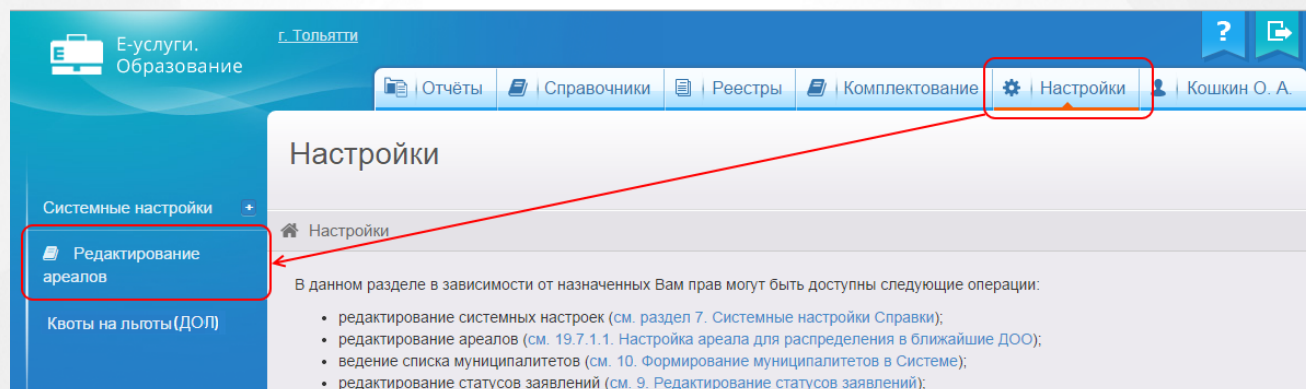 Е-услуги.
Образование
г. Тольятти
?
Отчёты Справочники Реестры Комплектование Настройки Кошкин О. А.
Настройки
Системные настройки +
Настройки
Редактирование
ареалов
В данном разделе в зависимости от назначенных Вам прав могут быть доступны следующие операции:
Квоты на льготы(ДОЛ)
• редактирование системных настроек (см. раздел 7. Системные настройки Справки);
• редактирование ареалов (см. 19.7.1.1. Настройка ареала для распределения в ближайшие ДОО);
• ведение списка муниципалитетов (см. 10. Формирование муниципалитетов в Системе);
• редактирование статусов заявлений (см. 9. Редактирование статусов заявлений);